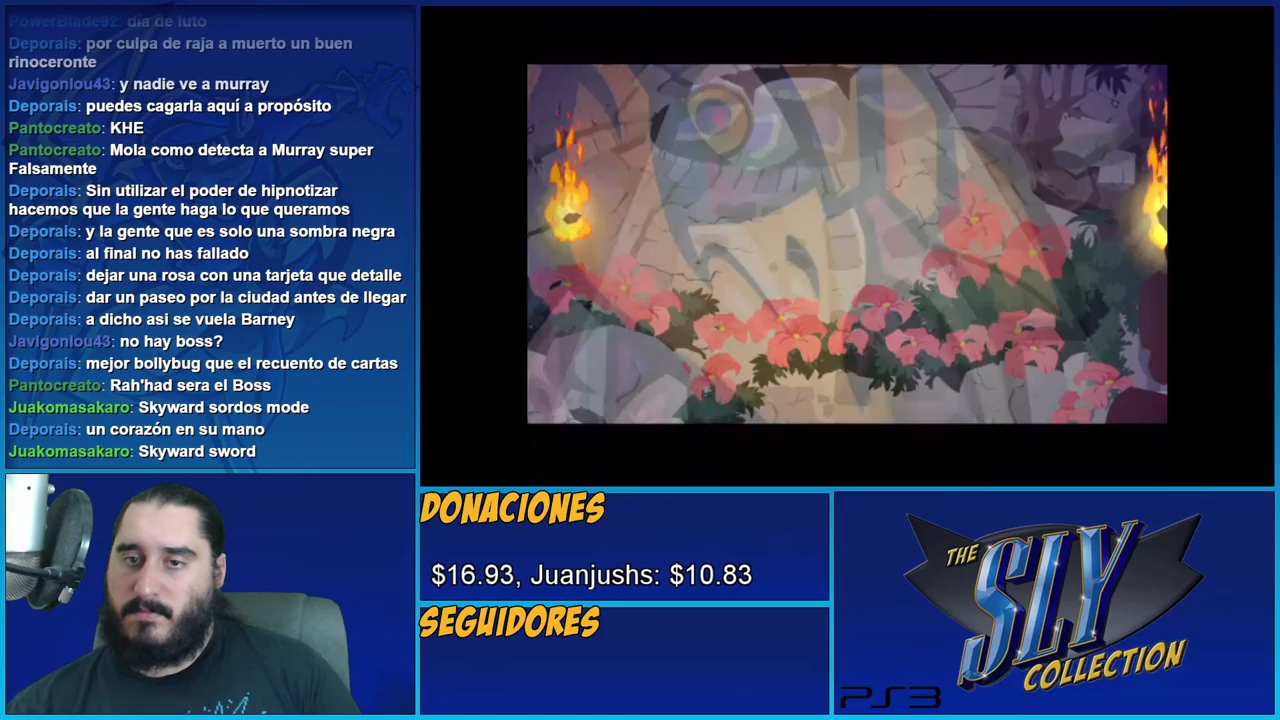 PowerBlade92: dia de luto
Deporais: por culpa de raja a muerto un buen
rinoceronte
Javigonlou43: y nadie ve a murray
Deporais: puedes cagarla aquí a propósito
Pantocreato: KHE
Pantocreato: Mola como detecta a Murray super
Falsamente
Deporais: Sin utilizar el poder de hipnotizar
hacemos que la gente haga lo que queramos
Deporais: y la gente que es solo una sombra negra
Deporais: al final no has fallado
Deporais: dejar una rosa con una tarjeta que detalle
Deporais: dar un paseo por la ciudad antes de llegar
Deporais: a dicho asi se vuela Barney
Javigonlou43: no hay boss?
Deporais: mejor bollybug que el recuento de cartas
Pantocreato: Rah'had sera el Boss
Juakomasakaro: Skyward sordos mode
Deporais: un corazón en su mano
Juakomasakaro: Skyward sword
DONACIONES
$16.93, Juanjushs: $10.83
SEGUIDORES
THE
SLY
COLLECTION
PS3